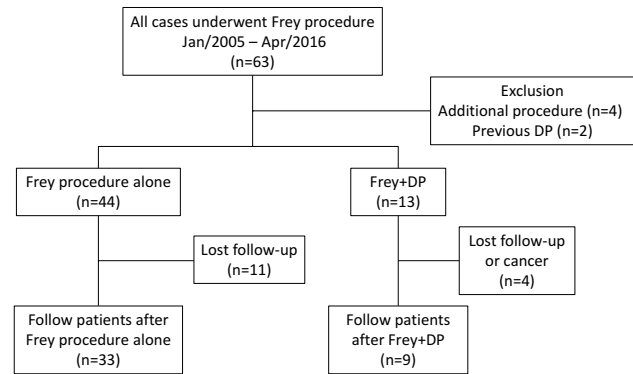 All cases underwent Frey procedure
Jan/2005 – Apr/2016
(n=63)
Exclusion
Additional procedure (n=4)
Previous DP (n=2)
Frey procedure alone
(n=44)
Frey+DP
(n=13)
Lost follow-up
(n=11)
Lost follow-up
or cancer
(n=4)
Follow patients after
Frey procedure alone
(n=33)
Follow patients
after Frey+DP
(n=9)